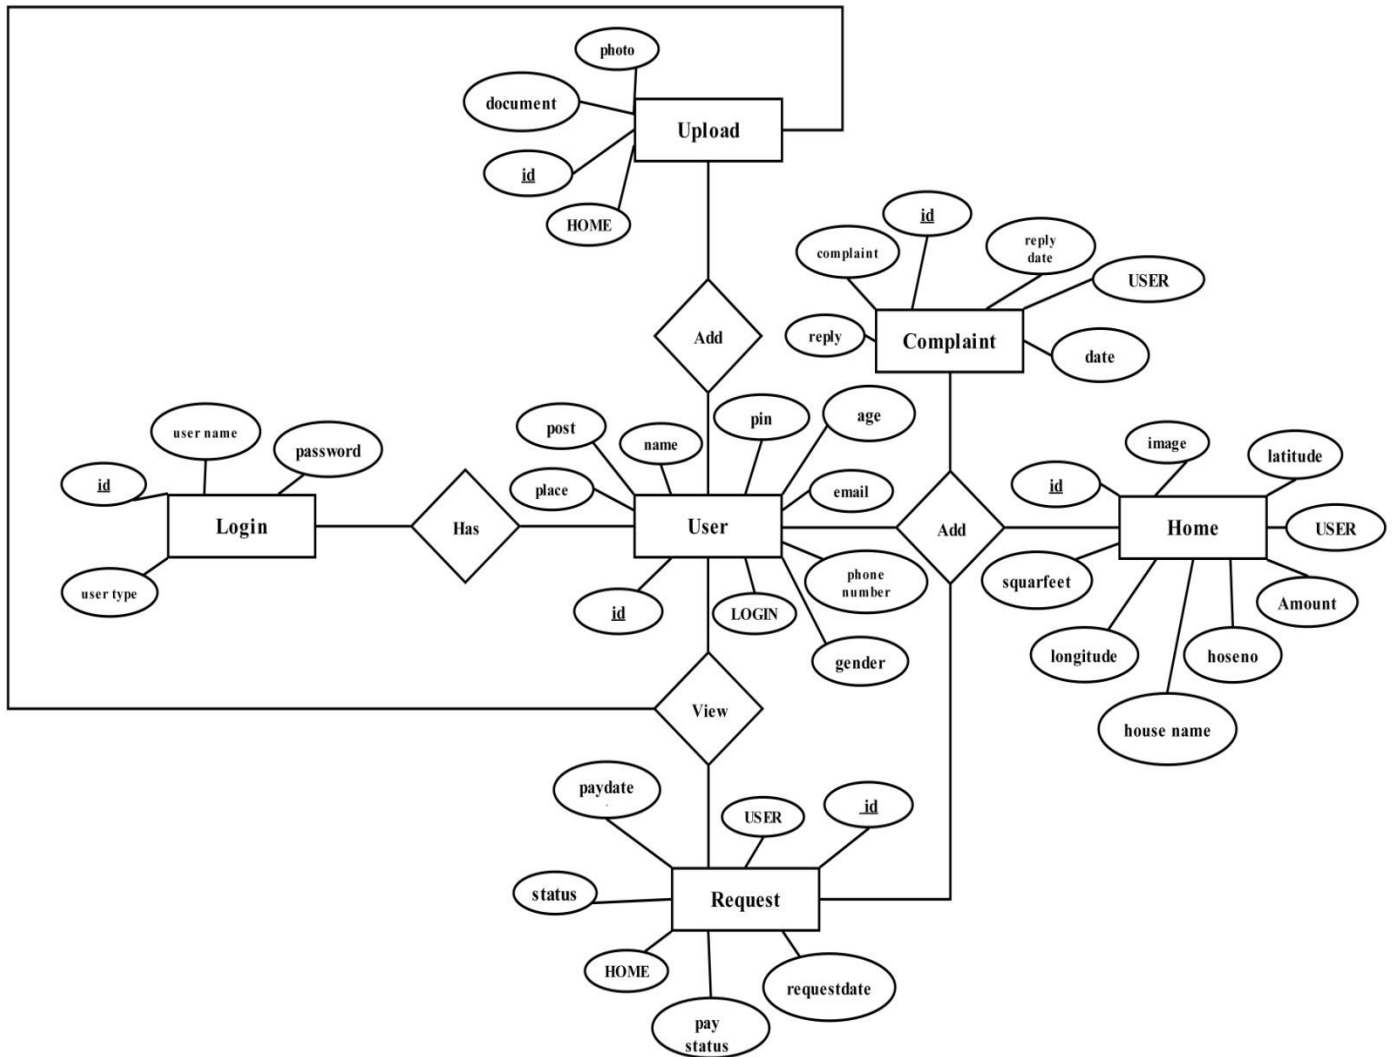 photo
document
Upload
id
HOME
id
complaint
reply
date
USER
reply
Complaint
date
Add
post
name
pin
age
user name
password
id
place
email
image
latitude
id
Login
Has
User
Add
Home
USER
user type
id
LOGIN
phone
number
gender
squarfeet
Amount
longitude
hoseno
house name
View
paydate
USER
id
status
Request
HOME
requestdate
pay
status